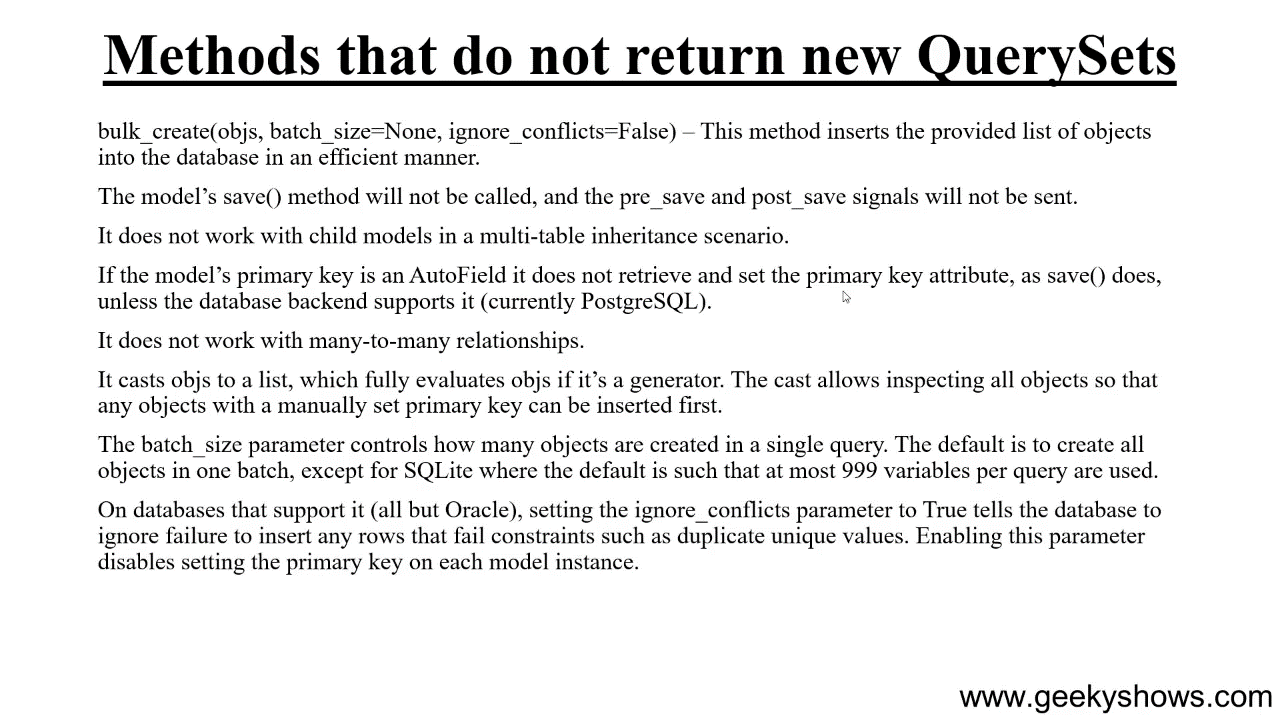 Methods that do not return new QuerySets
bulk_create(objs, batch_size=None, ignore_conflicts=False) – This method inserts the provided list of objects
into the database in an efficient manner.
The model’s save() method will not be called, and the pre_save and post_save signals will not be sent.
It does not work with child models in a multi-table inheritance scenario.
If the model’s primary key is an AutoField it does not retrieve and set the primary key attribute, as save() does,
unless the database backend supports it (currently PostgreSQL).
It does not work with many-to-many relationships.
It casts objs to a list, which fully evaluates objs if it’s a generator. The cast allows inspecting all objects so that
any objects with a manually set primary key can be inserted first.
The batch_size parameter controls how many objects are created in a single query. The default is to create all
objects in one batch, except for SQLite where the default is such that at most 999 variables per query are used.
On databases that support it (all but Oracle), setting the ignore_conflicts parameter to True tells the database to
ignore failure to insert any rows that fail constraints such as duplicate unique values. Enabling this parameter
disables setting the primary key on each model instance.
www.geekyshows.com